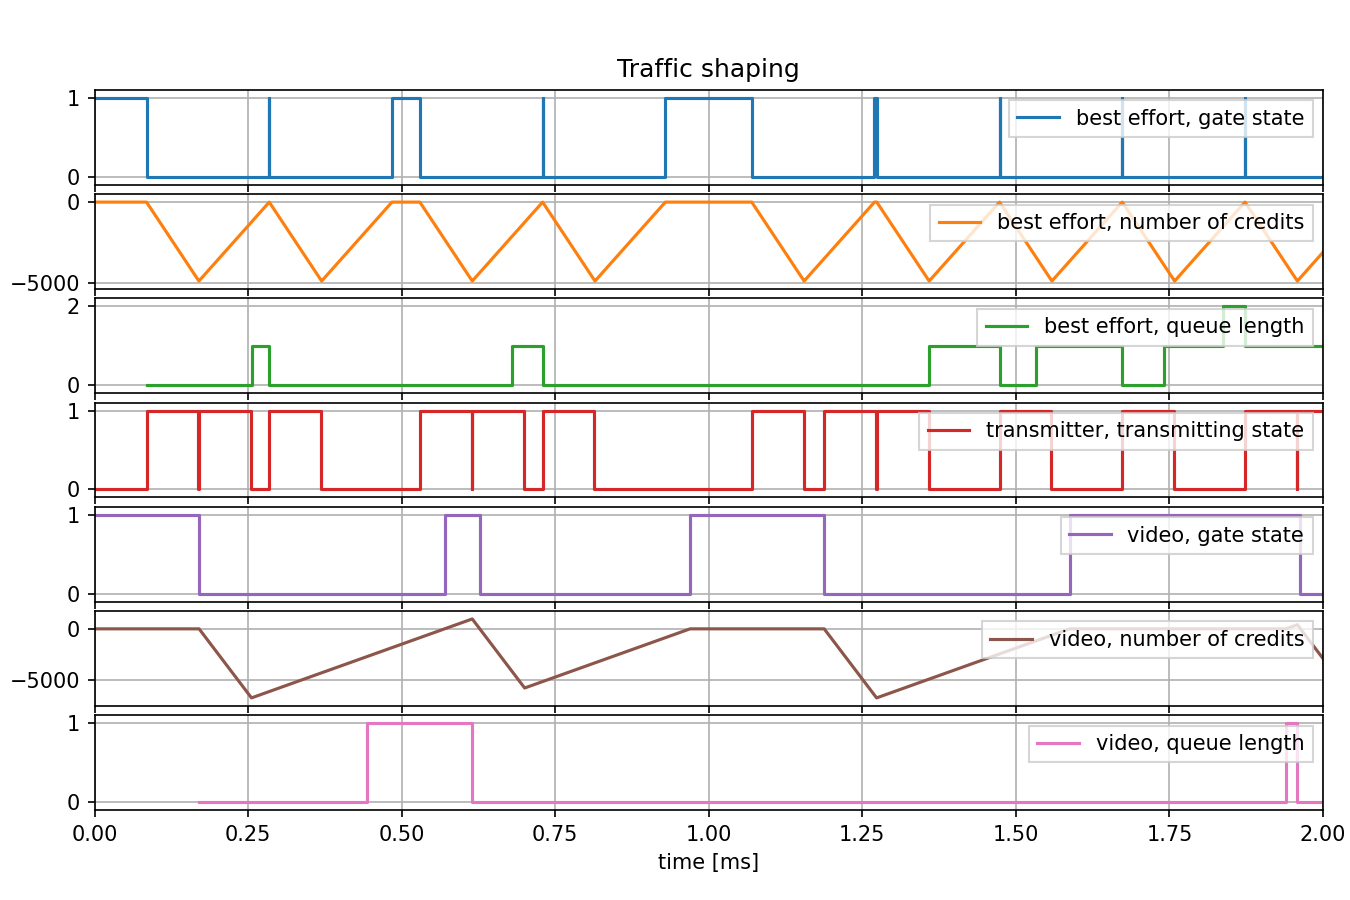 Traffic shaping
1
best effort, gate state
0
0
best effort, number of credits
−5000
2
best effort, queue length
0
1
transmitter, transmitting state
0
1
video, gate state
0
0
video, number of credits
−5000
1
video, queue length
0
0.00 0.25 0.50 0.75 1.00 1.25 1.50 1.75 2.00
time [ms]